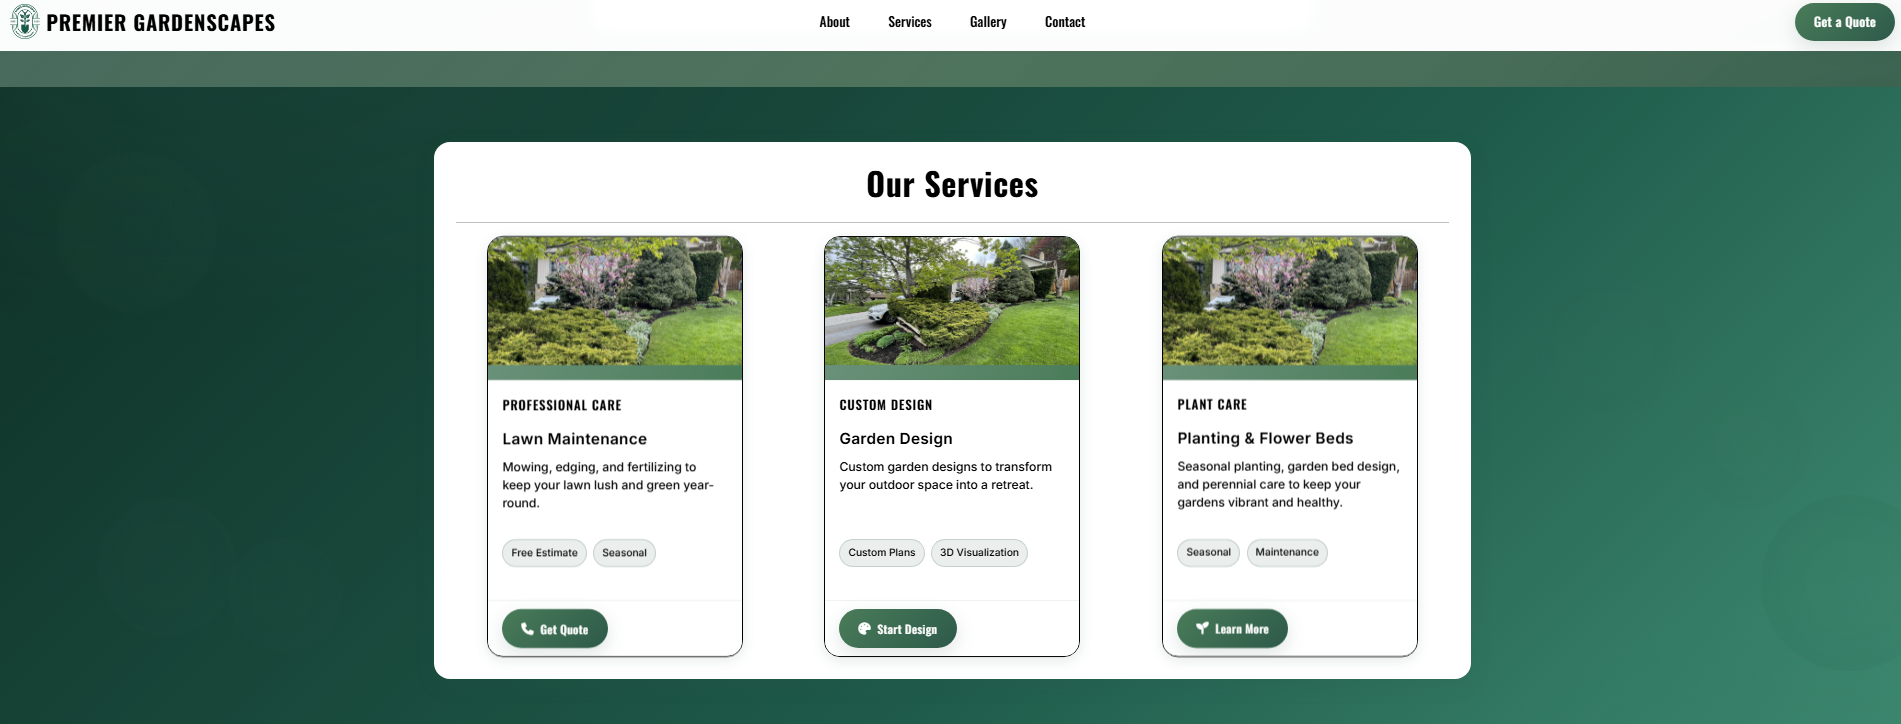 PREMIER GARDENSCAPES
About
Services
Gallery
Contact
Get a Quote
Our Services
PROFESSIONAL CARE
Lawn Maintenance
Mowing, edging, and fertilizing to
keep your lawn lush and green year-
round.
Free Estimate
Seasonal
Get Quote
CUSTOM DESIGN
Garden Design
Custom garden designs to transform
your outdoor space into a retreat.
Custom Plans
3D Visualization
Start Design
PLANT CARE
Planting & Flower Beds
Seasonal planting, garden bed design,
and perennial care to keep your
gardens vibrant and healthy.
Seasonal
Maintenance
Learn More